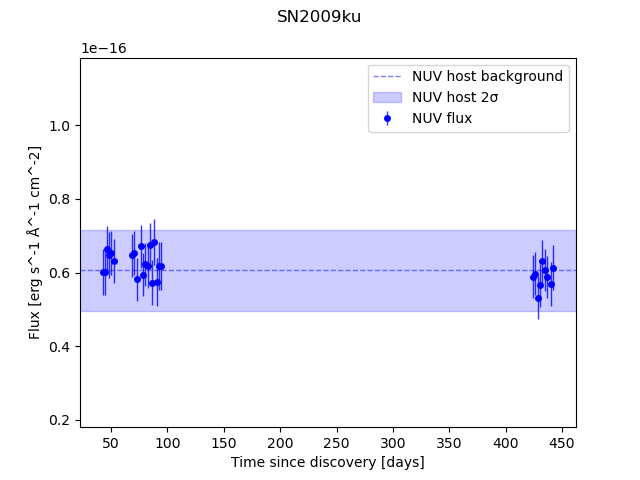 SN2009ku
1e−16
NUV host background
NUV host 2σ
NUV flux
1.0
0.8
0.6
0.4
0.2
Flux [erg s^-1 Å^-1 cm^-2]
50 100 150 200 250 300 350 400 450
Time since discovery [days]